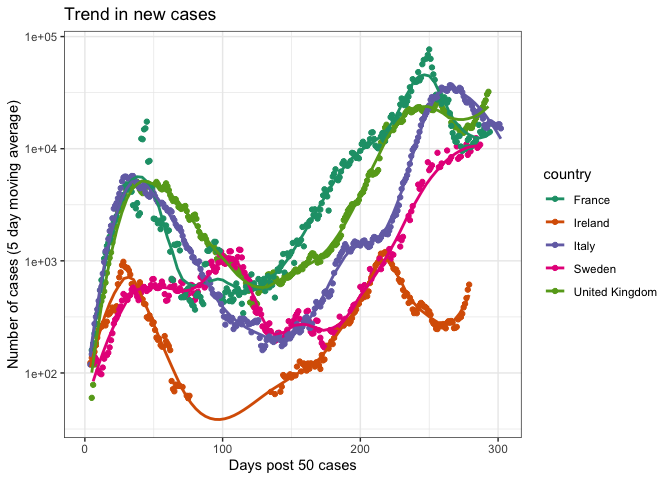 Trend in new cases
Number of cases (5 day moving average)
1e+05
1e+04
1e+03
1e+02
0
100
200
300
Days post 50 cases
country
France
Ireland
Italy
Sweden
United Kingdom